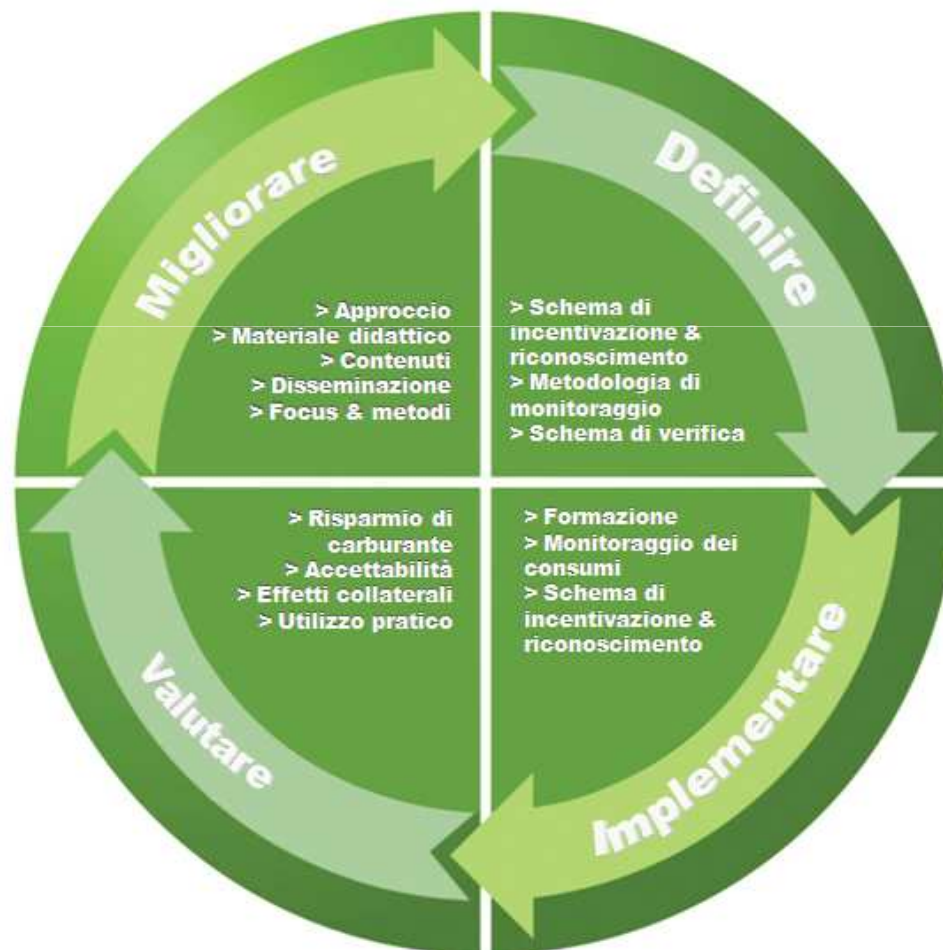 Migliorare
> Approccio
> Materiale didattico
> Contenuti
> Disseminazione
> Focus & metodi
Definire
> Schema di
incentivazione &
riconoscimento
> Metodologia di
monitoraggio
> Schema di verifica
Implementare
> Formazione
> Monitoraggio dei
consumi
> Schema di
incentivazione &
riconoscimento
Valutare
> Risparmio di
carburante
> Accettabilità
> Effetti collaterali
> Utilizzo pratico